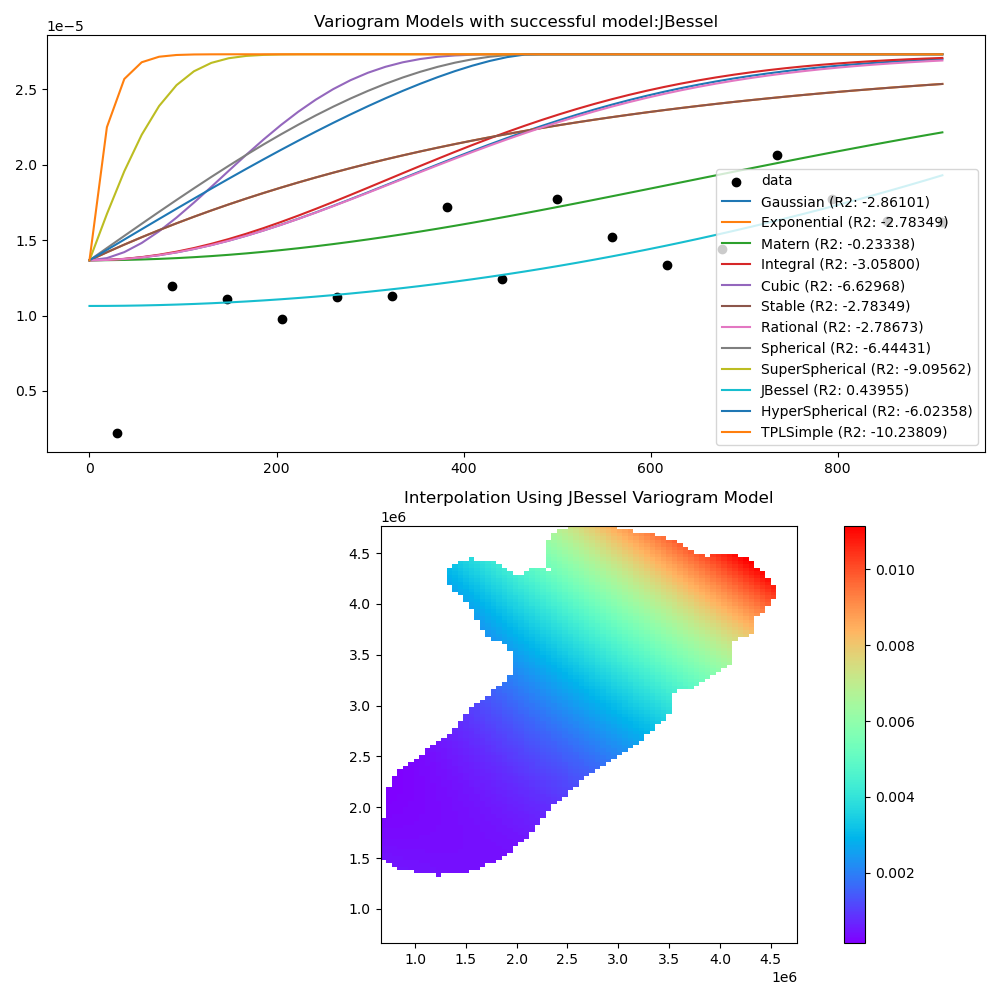 Variogram Models with successful model:JBessel
1e−5
2.5
2.0
1.5
1.0
0.5
0 200 400 600 800
data
Gaussian (R2: -2.86101)
Exponential (R2: -2.78349)
Matern (R2: -0.23338)
Integral (R2: -3.05800)
Cubic (R2: -6.62968)
Stable (R2: -2.78349)
Rational (R2: -2.78673)
Spherical (R2: -6.44431)
SuperSpherical (R2: -9.09562)
JBessel (R2: 0.43955)
HyperSpherical (R2: -6.02358)
TPLSimple (R2: -10.23809)
Interpolation Using JBessel Variogram Model
1e6
4.5
4.0
3.5
3.0
2.5
2.0
1.5
1.0
1.0 1.5 2.0 2.5 3.0 3.5 4.0 4.5
1e6
0.010
0.008
0.006
0.004
0.002